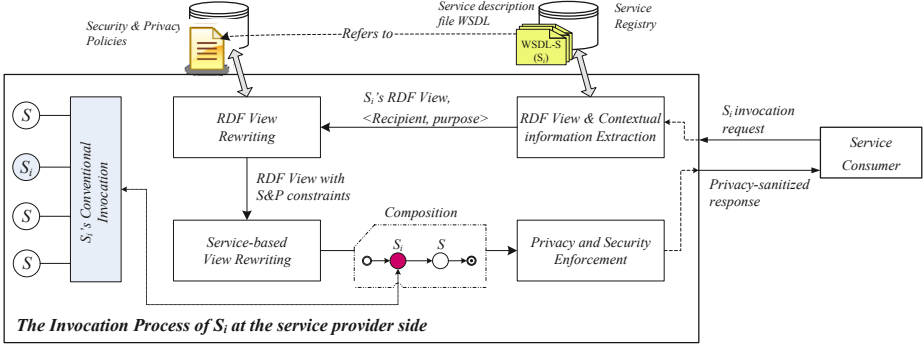 Security & Privacy
Policies
Refers to
Service description
file WSDL
WSDL-S
(Si)
Service
Registry
S
Si
S
S
Si's Conventional
Invocation
RDF View
Rewriting
Si's RDF View,
<Recipient, purpose>
RDF View & Contextual
information Extraction
Si invocation
request
Service
Consumer
Privacy-sanitized
response
RDF View with
S&P constraints
Service-based
View Rewriting
Composition
Si
S
Privacy and Security
Enforcement
The Invocation Process of Si at the service provider side